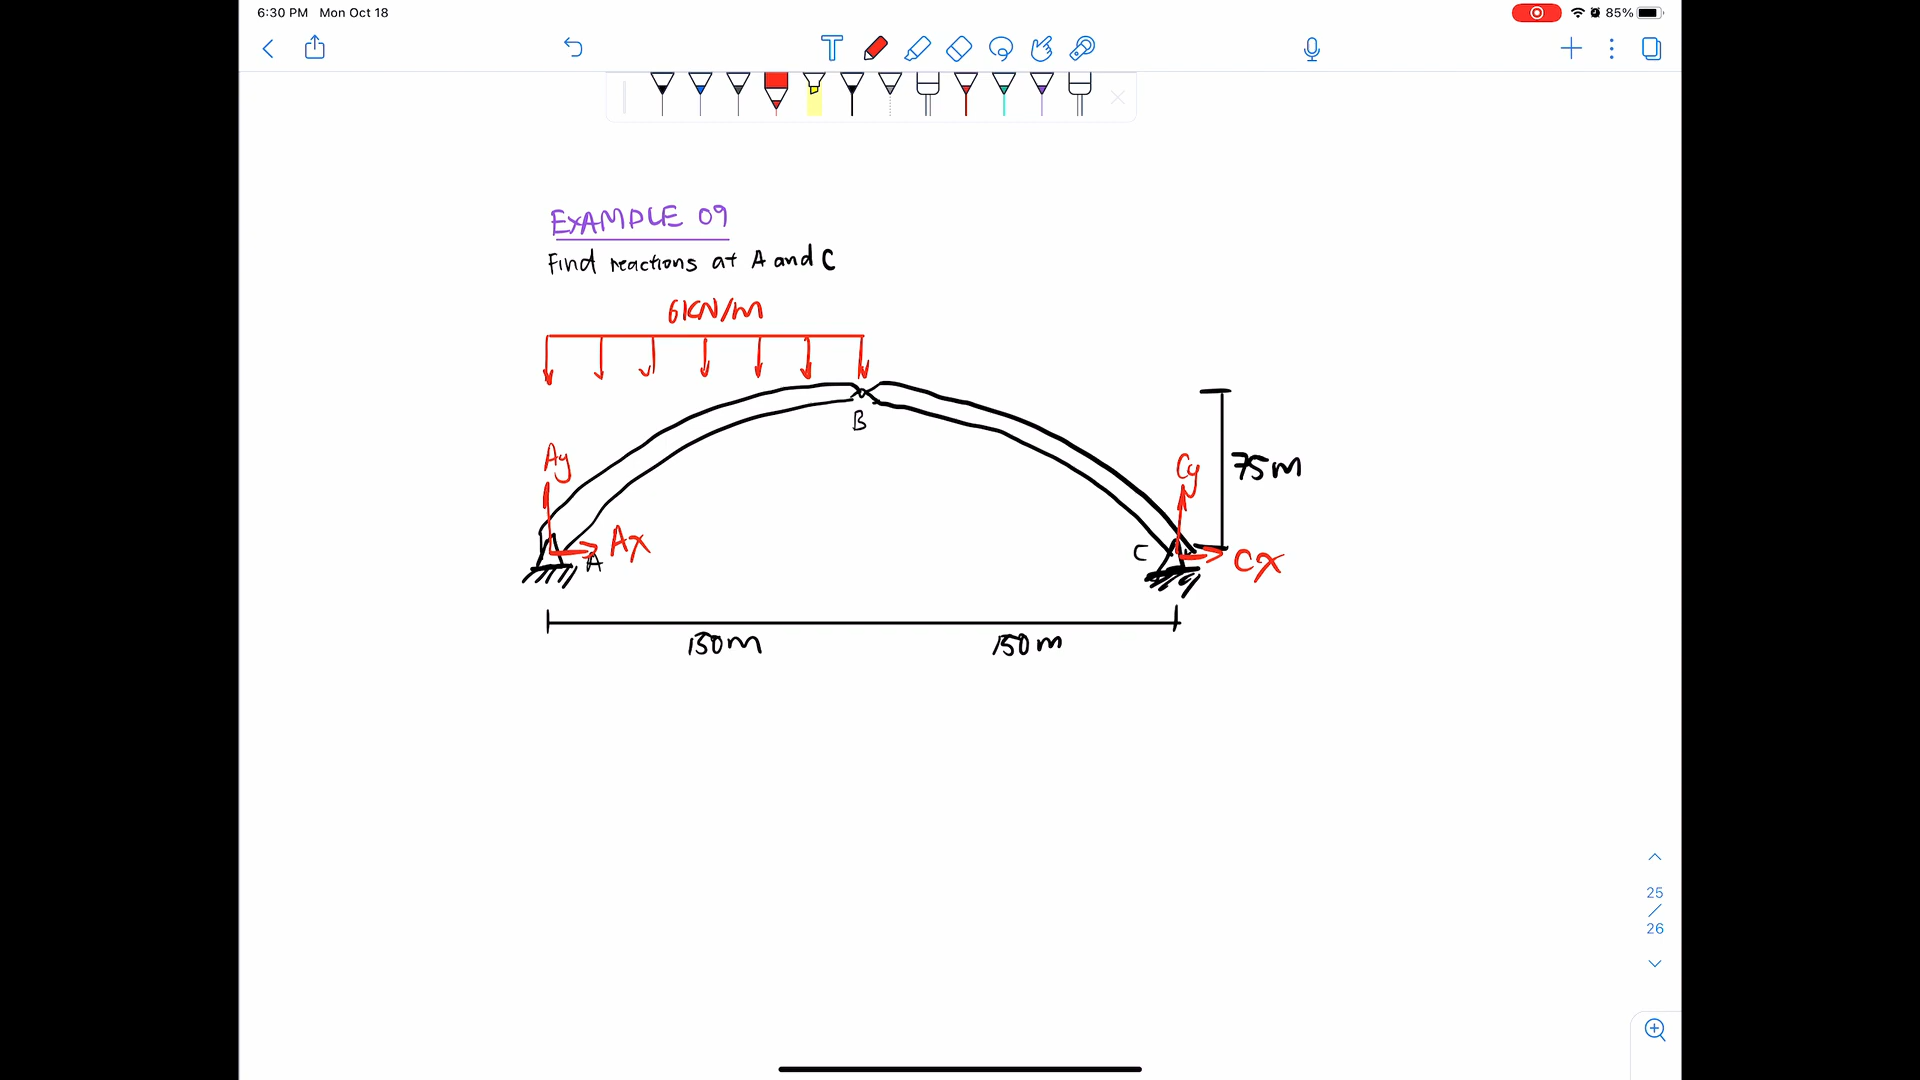 6:30 PM Mon Oct 18
85%
EXAMPLE 09
Find reactions at A and C
6KN/m
B
Ay
Cy
75m
Ax
A
C
Cx
150m
150m
25
/
26